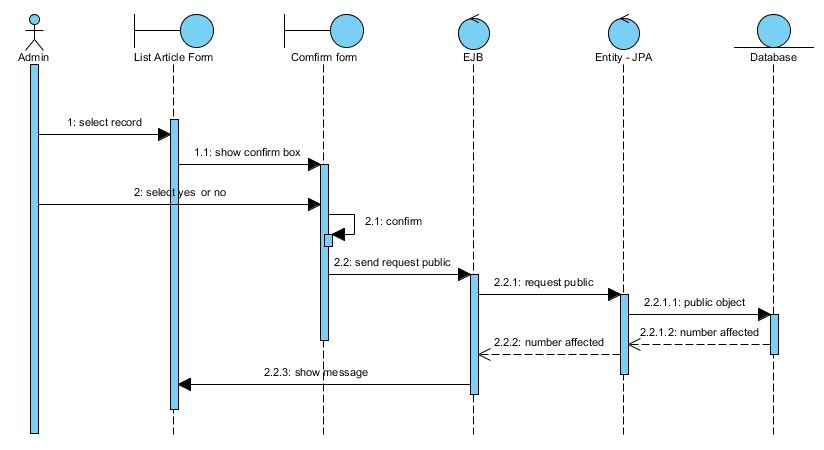 Admin
List Article Form
Comfirm form
EJB
Entity - JPA
Database
1: select record
1.1: show confirm box
2: select yes or no
2.1: confirm
2.2: send request public
2.2.1: request public
2.2.1.1: public object
2.2.1.2: number affected
2.2.2: number affected
2.2.3: show message